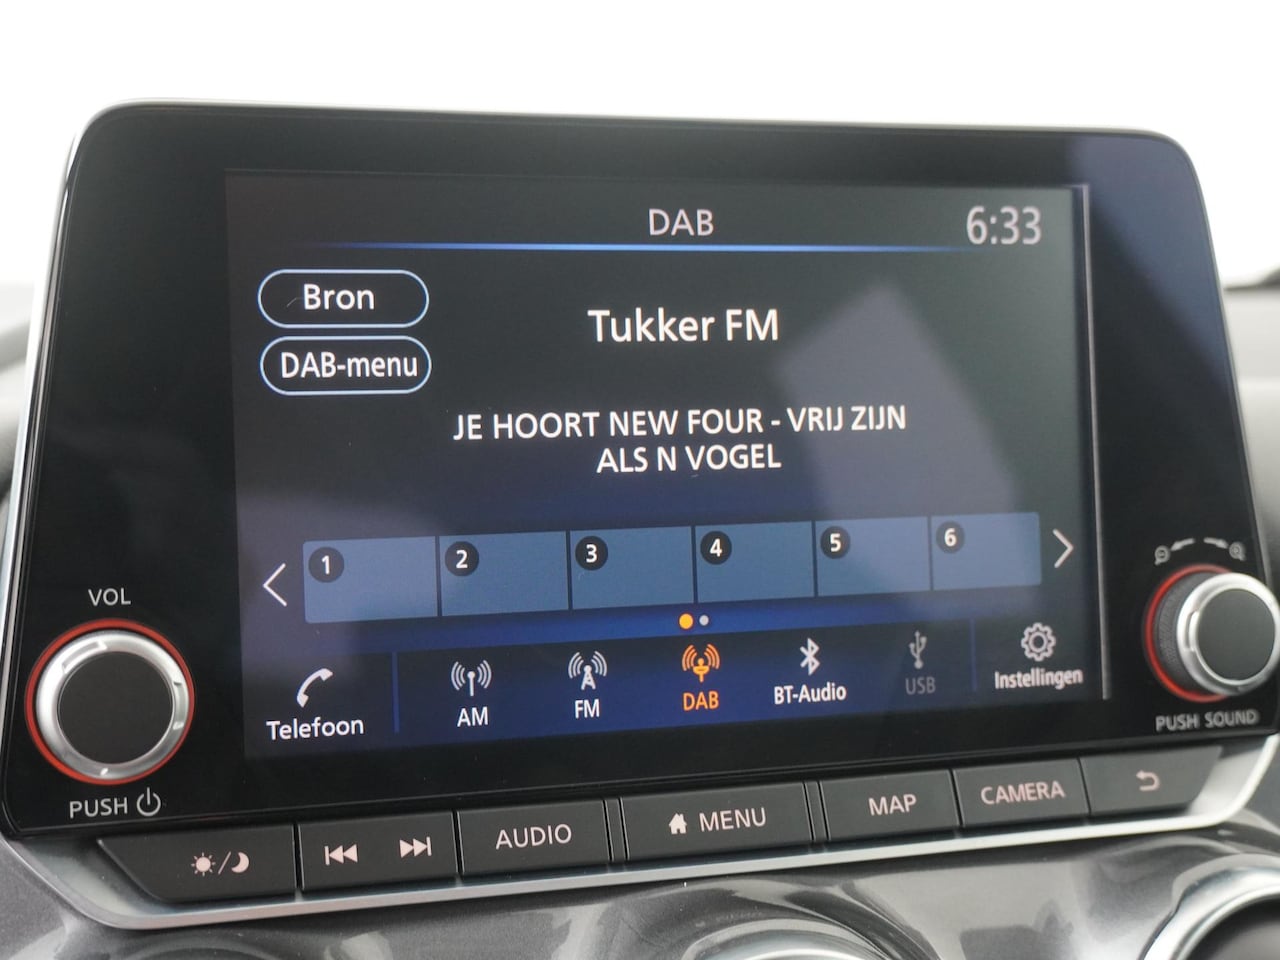 DAB
6:33
Bron
Tukker FM
DAB-menu
JE HOORT NEW FOUR - VRIJ ZIJN
ALS N VOGEL
1
2
3
4
5
6
VOL
Telefoon
AM
FM
DAB
BT-Audio
USB
Instellingen
PUSH
PUSH SOUND
AUDIO
MENU
MAP
CAMERA